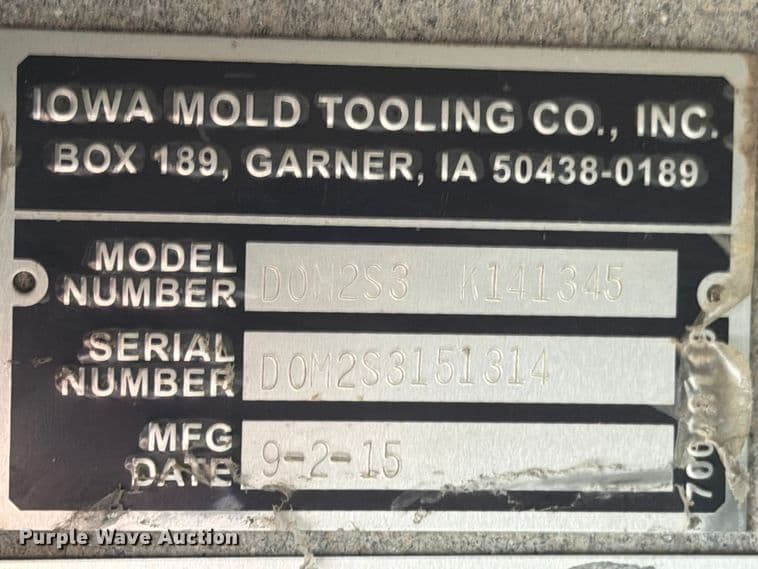 IOWA MOLD TOOLING CO., INC.
BOX 189, GARNER, IA 50438-0189
MODEL NUMBER DOM2S3 K141345
SERIAL NUMBER DOM2S3151314
MFG DATE 9-2-15
Purple Wave Auction